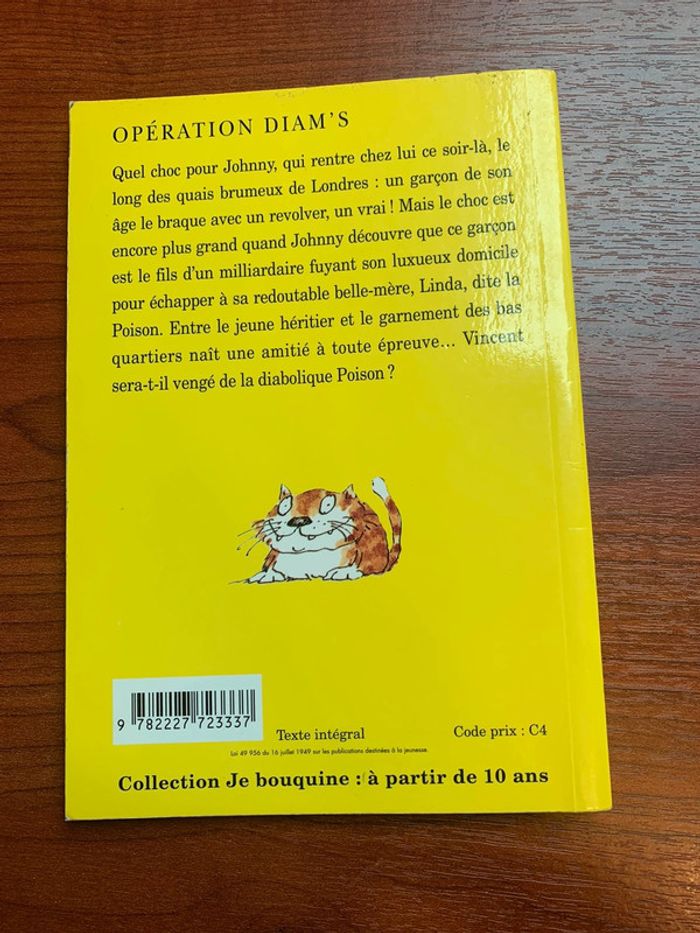 OPÉRATION DIAM'S
Quel choc pour Johnny, qui rentre chez lui ce soir-là, le
long des quais brumeux de Londres : un garçon de son
âge le braque avec un revolver, un vrai ! Mais le choc est
encore plus grand quand Johnny découvre que ce garçon
est le fils d'un milliardaire fuyant son luxueux domicile
pour échapper à sa redoutable belle-mère, Linda, dite la
Poison. Entre le jeune héritier et le garnement des bas
quartiers naît une amitié à toute épreuve... Vincent
sera-t-il vengé de la diabolique Poison ?
9 782227 723337
Texte intégral
Code prix : C4
Loi 49 956 du 16 juillet 1949 sur les publications destinées à la jeunesse.
Collection Je bouquine : à partir de 10 ans